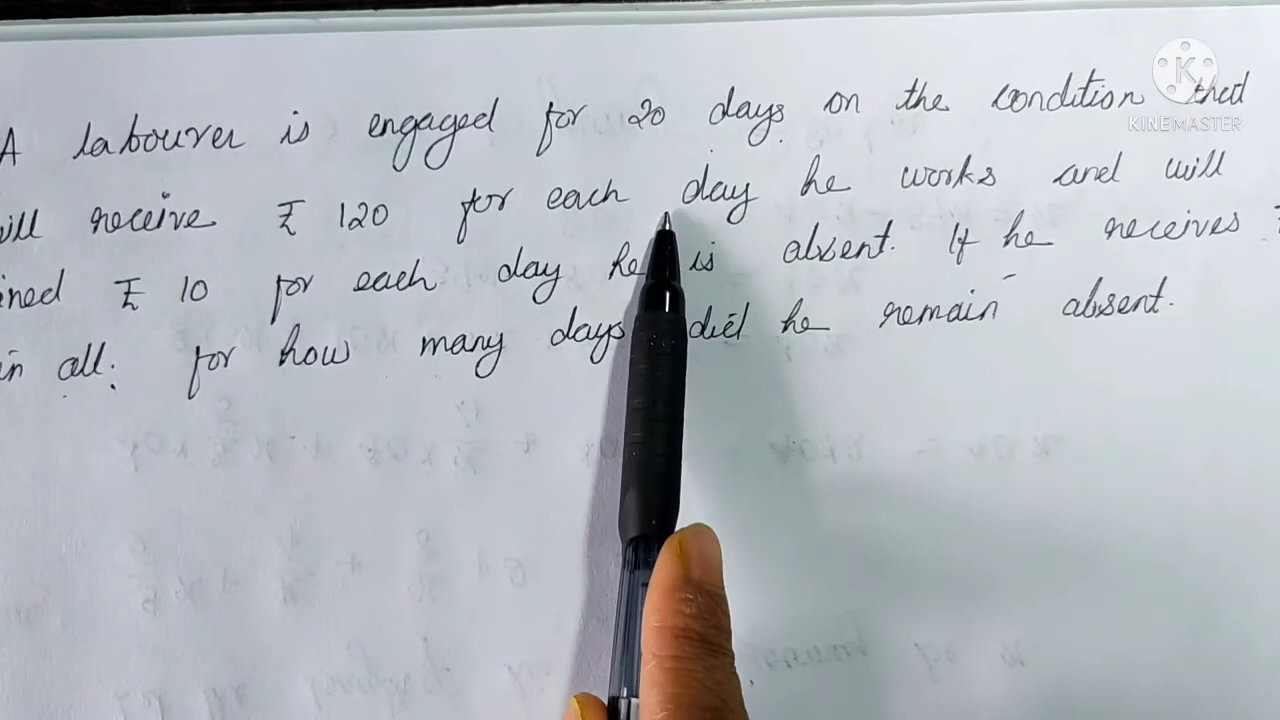 A labourer is engaged for 20 days on the condition that
will receive ₹ 120 for each day he works and will
ined ₹ 10 for each day he is absent. If he receives ₹
in all. for how many days did he remain absent.
KINEMASTER